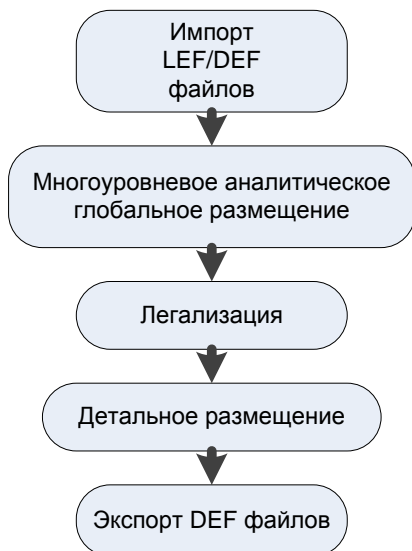 Импорт
LEF/DEF
файлов
Многоуровневое аналитическое
глобальное размещение
Легализация
Детальное размещение
Экспорт DEF файлов